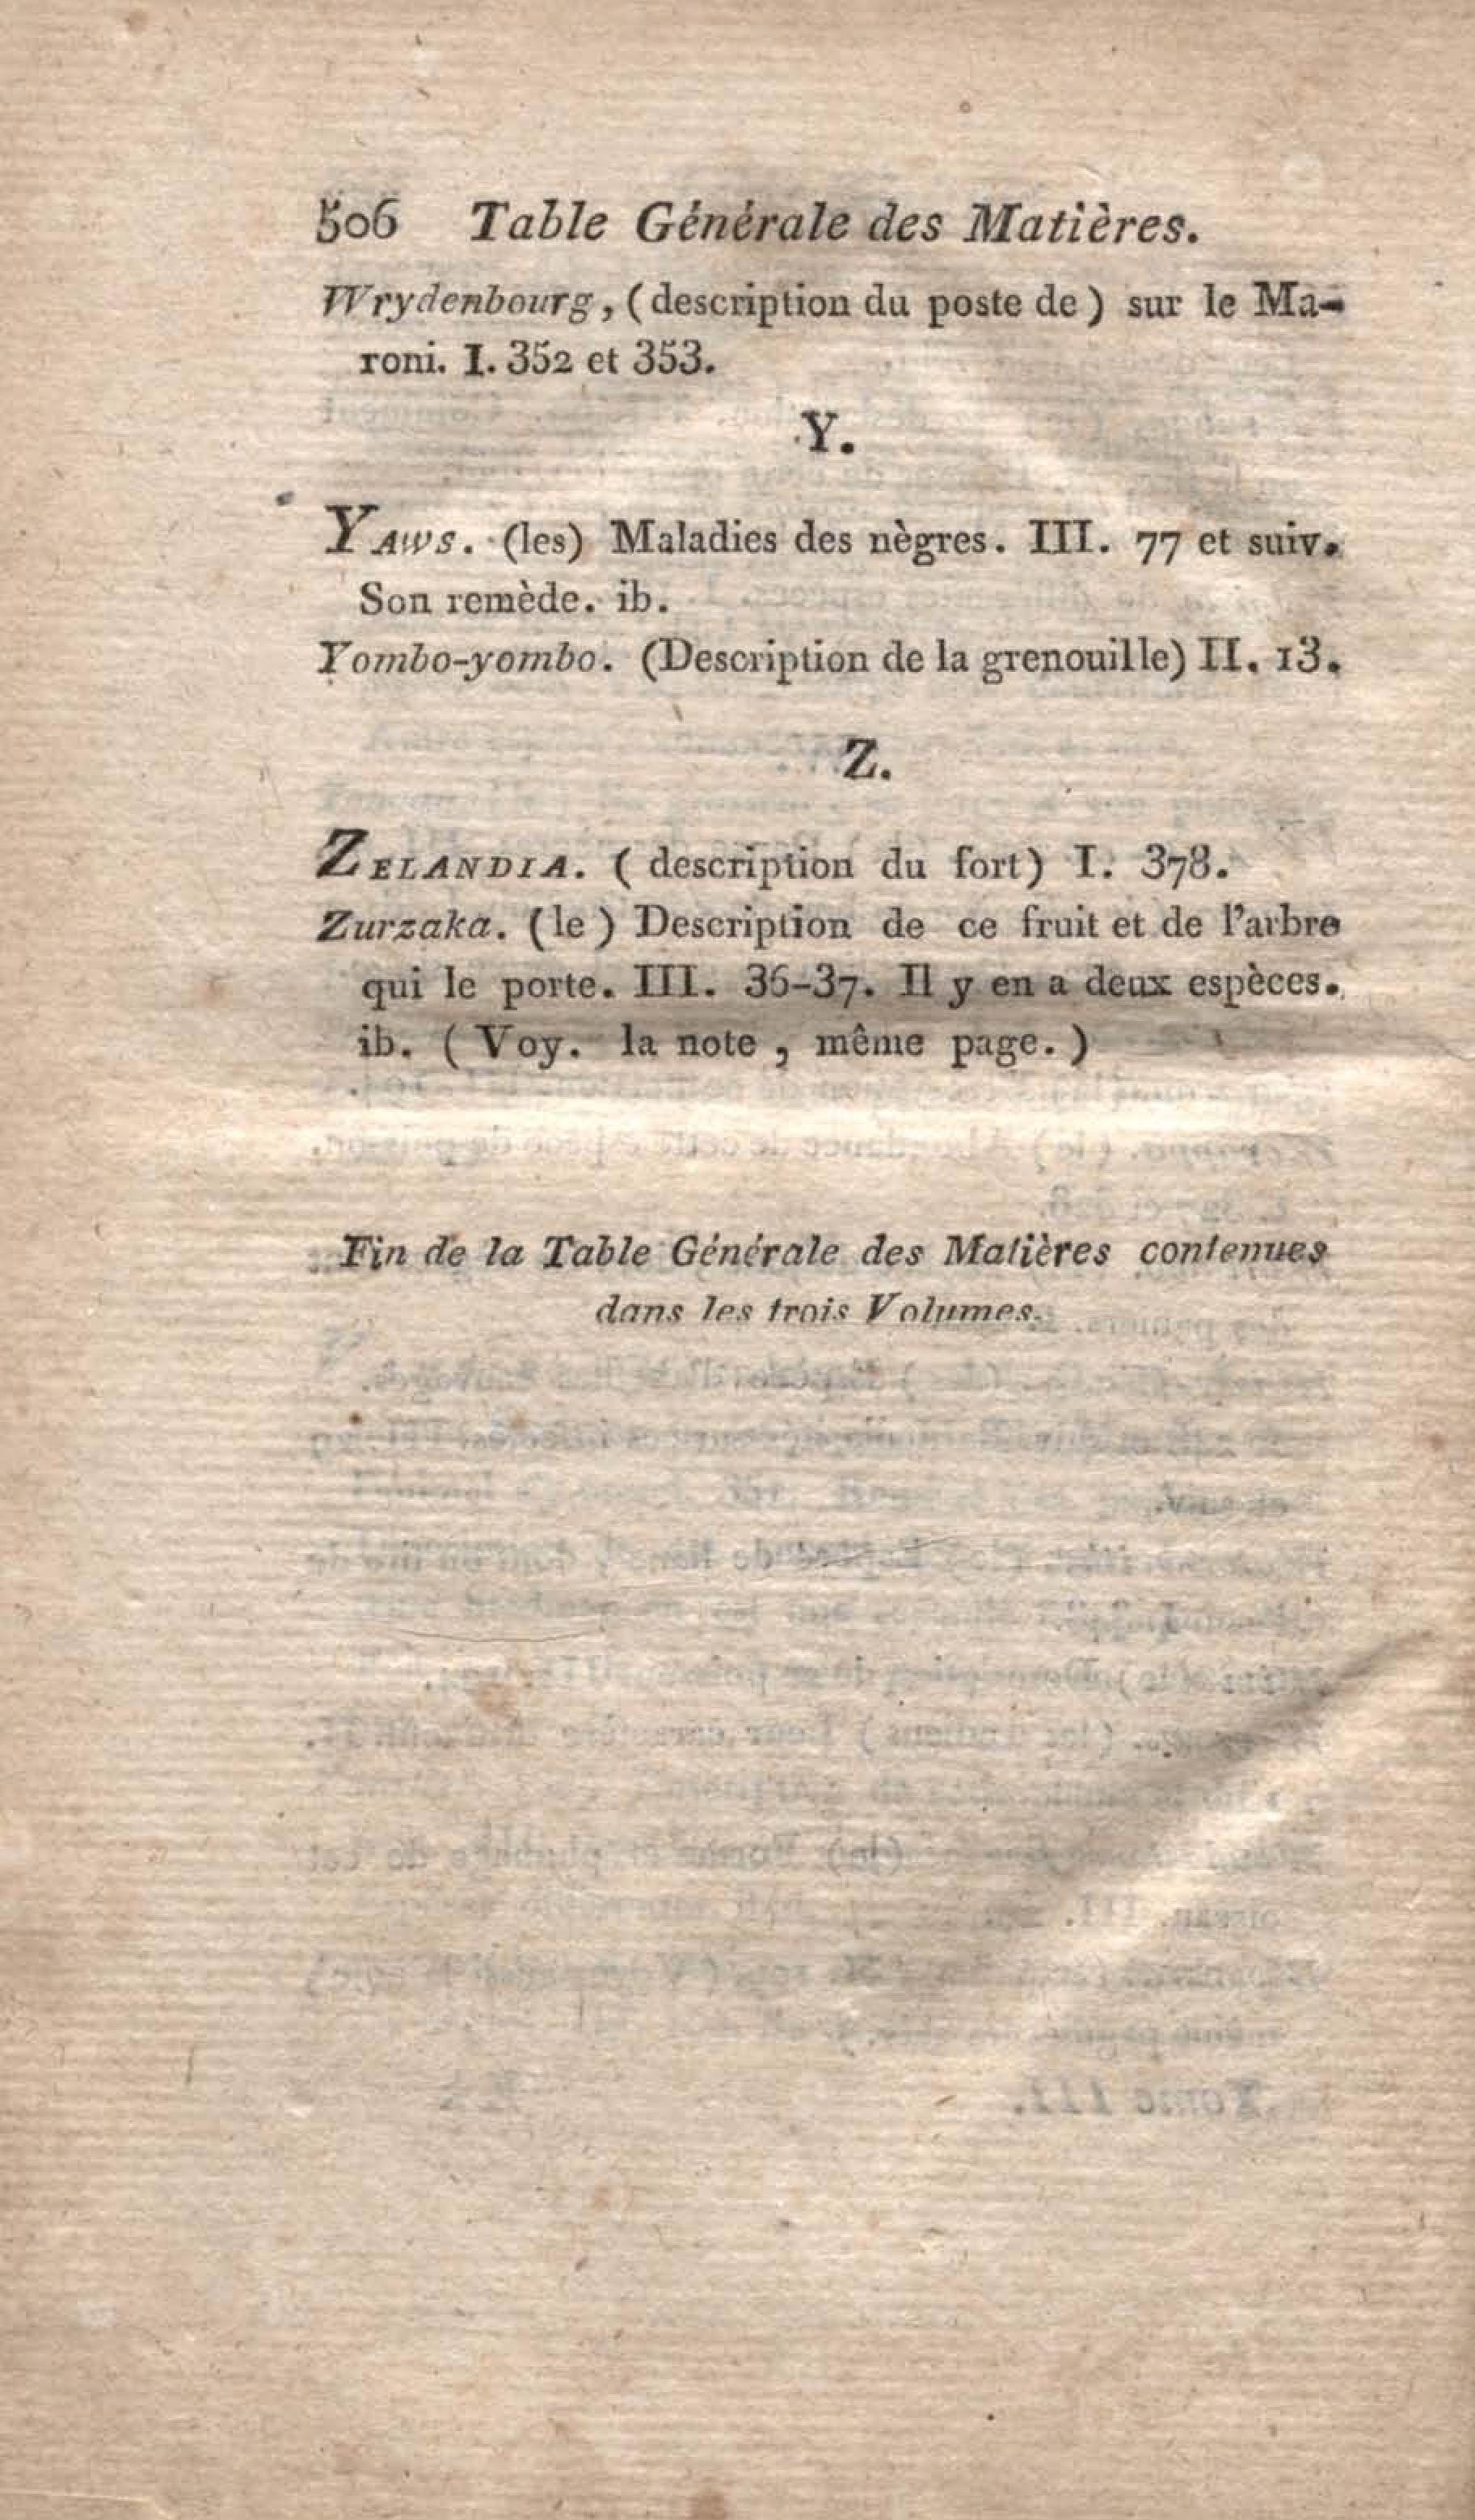 506 Table Générale des Matières.
Wrydenbourg, (description du poste de) sur le Ma-
roni. I. 352 et 353.
Y.
YAWS. (les) Maladies des nègres. III. 77 et suiv.
Son remède. ib.
Yombo-yombo. (Description de la grenouille) II. 13.
Z.
ZELANDIA. (description du fort) I. 378.
Zurzaka. (le) Description de ce fruit et de l'arbre
qui le porte. III. 36-37. Il y en a deux espèces.
ib. (Voy. la note, même page.)
Fin de la Table Générale des Matières contenues
dans les trois Volumes.